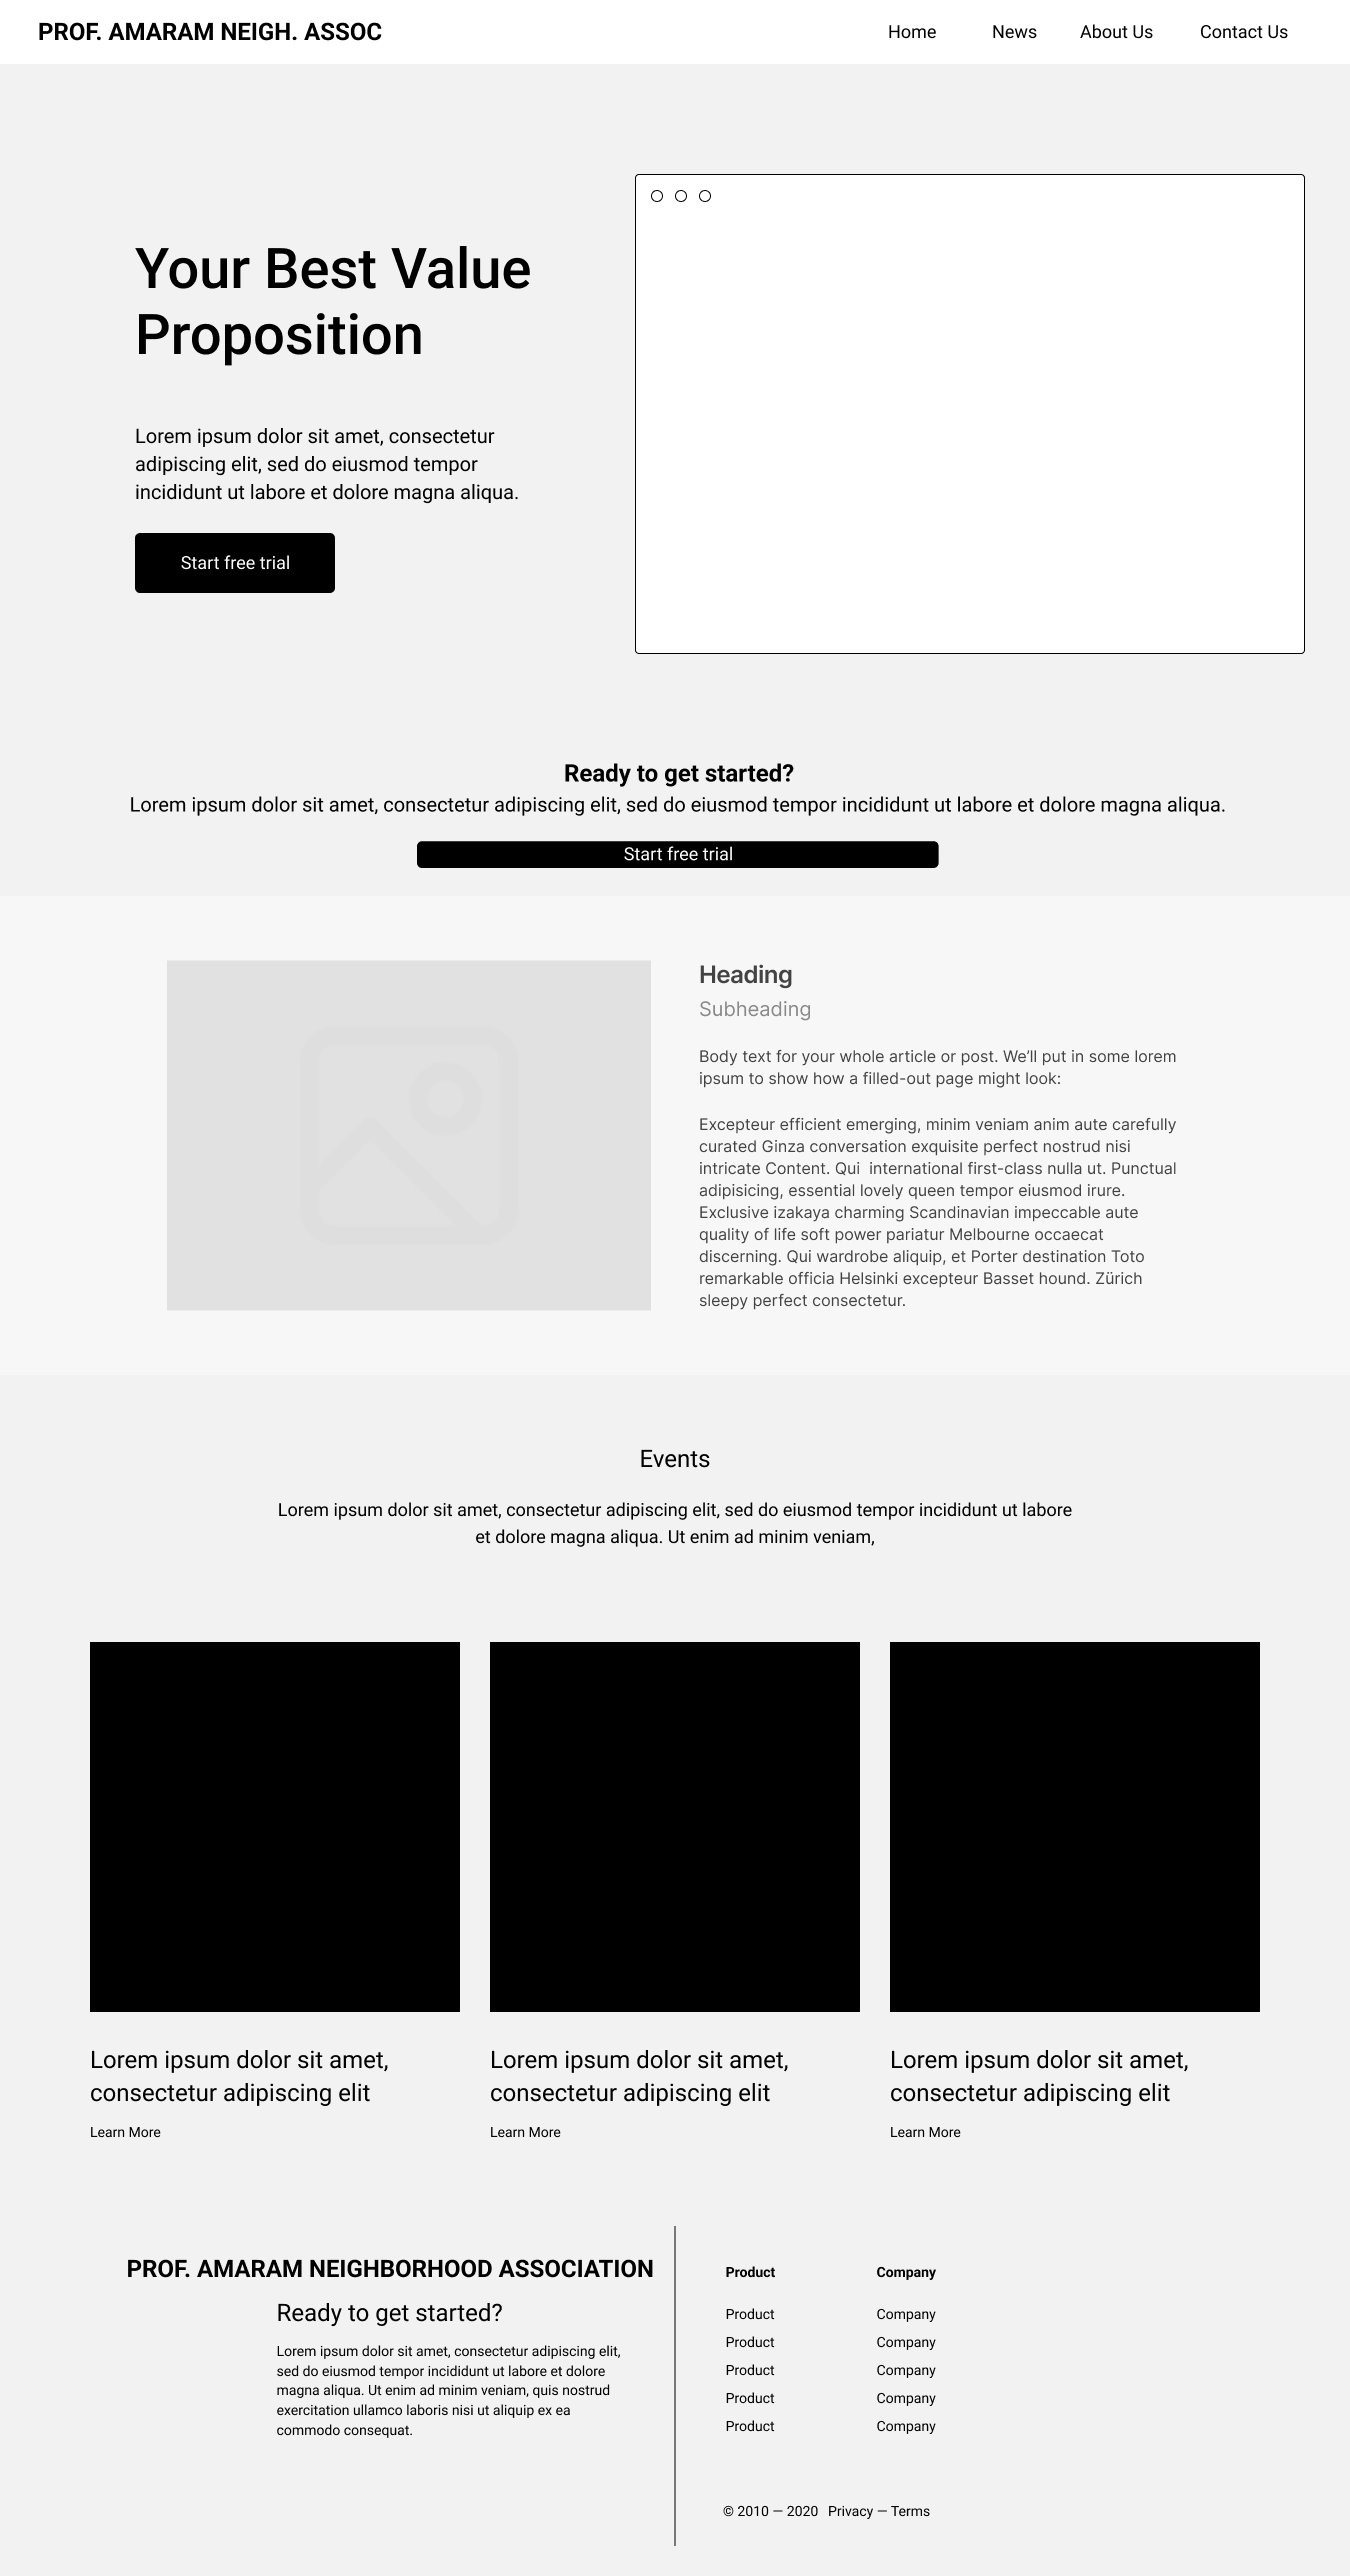 PROF. AMARAM NEIGH. ASSOC
Home
News
About Us
Contact Us
Your Best Value
Proposition
Lorem ipsum dolor sit amet, consectetur
adipiscing elit, sed do eiusmod tempor
incididunt ut labore et dolore magna aliqua.
Start free trial
Ready to get started?
Lorem ipsum dolor sit amet, consectetur adipiscing elit, sed do eiusmod tempor incididunt ut labore et dolore magna aliqua.
Start free trial
Heading
Subheading
Body text for your whole article or post. We’ll put in some lorem
ipsum to show how a filled-out page might look:
Excepteur efficient emerging, minim veniam anim aute carefully
curated Ginza conversation exquisite perfect nostrud nisi
intricate Content. Qui  international first-class nulla ut. Punctual
adipisicing, essential lovely queen tempor eiusmod irure.
Exclusive izakaya charming Scandinavian impeccable aute
quality of life soft power pariatur Melbourne occaecat
discerning. Qui wardrobe aliquip, et Porter destination Toto
remarkable officia Helsinki excepteur Basset hound. Zürich
sleepy perfect consectetur.
Events
Lorem ipsum dolor sit amet, consectetur adipiscing elit, sed do eiusmod tempor incididunt ut labore
et dolore magna aliqua. Ut enim ad minim veniam,
Lorem ipsum dolor sit amet,
consectetur adipiscing elit
Learn More
Lorem ipsum dolor sit amet,
consectetur adipiscing elit
Learn More
Lorem ipsum dolor sit amet,
consectetur adipiscing elit
Learn More
PROF. AMARAM NEIGHBORHOOD ASSOCIATION
Ready to get started?
Lorem ipsum dolor sit amet, consectetur adipiscing elit,
sed do eiusmod tempor incididunt ut labore et dolore
magna aliqua. Ut enim ad minim veniam, quis nostrud
exercitation ullamco laboris nisi ut aliquip ex ea
commodo consequat.
Product
Product
Product
Product
Product
Product
Company
Company
Company
Company
Company
Company
© 2010 — 2020
Privacy — Terms